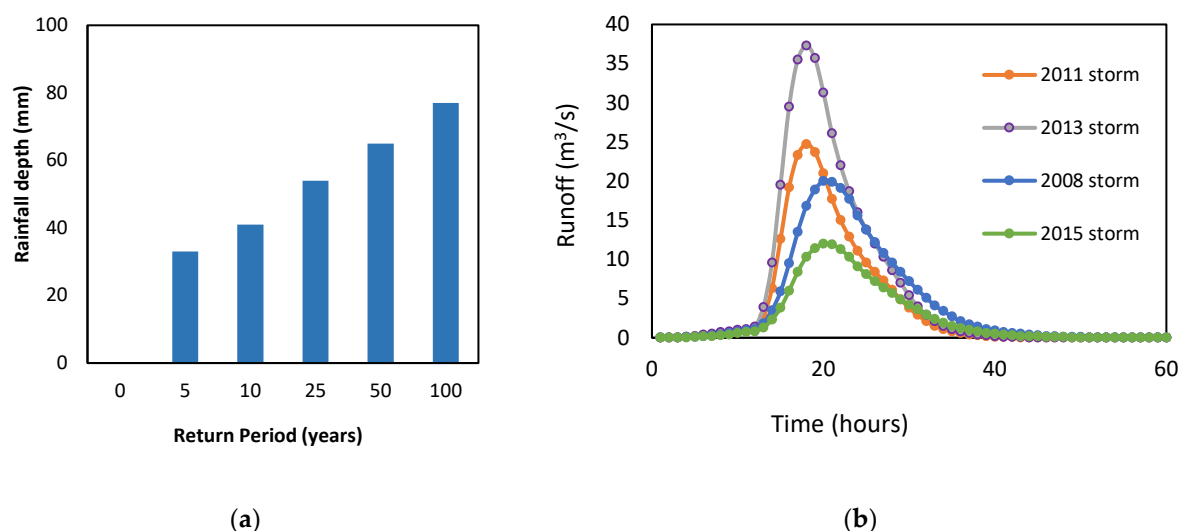 100
80
60
40
20
0
Rainfall depth (mm)
0 5 10 25 50 100
Return Period (years)
(a)
40
35
30
25
20
15
10
5
0
Runoff (m³/s)
2011 storm
2013 storm
2008 storm
2015 storm
0 20 40 60
Time (hours)
(b)